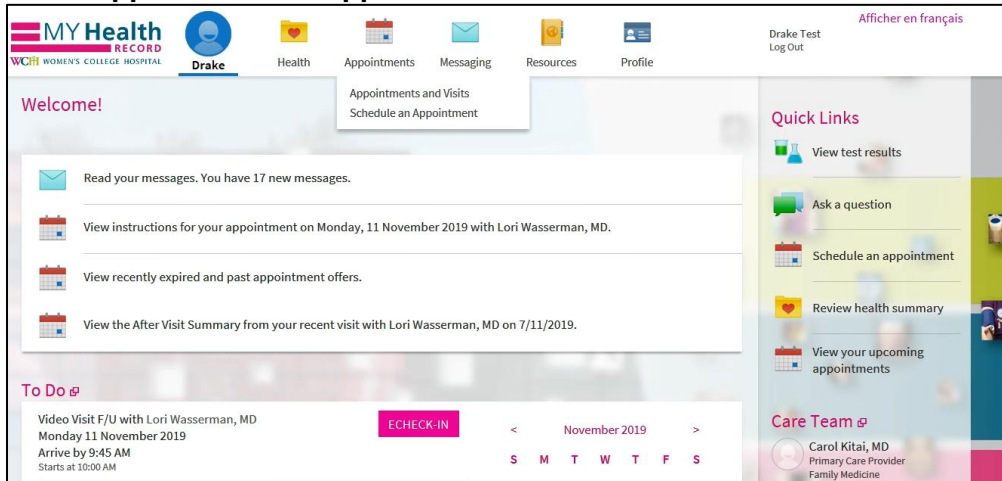 MY Health
RECORD
WCH WOMEN'S COLLEGE HOSPITAL
Drake
Health
Appointments
Messaging
Resources
Profile
Afficher en français
Drake Test
Log Out
Appointments and Visits
Schedule an Appointment
Welcome!
Read your messages. You have 17 new messages.
View instructions for your appointment on Monday, 11 November 2019 with Lori Wasserman, MD.
View recently expired and past appointment offers.
View the After Visit Summary from your recent visit with Lori Wasserman, MD on 7/11/2019.
To Do
Video Visit F/U with Lori Wasserman, MD
Monday 11 November 2019
Arrive by 9:45 AM
Starts at 10:00 AM
ECHECK-IN
< November 2019 >
S M T W T F S
Quick Links
View test results
Ask a question
Schedule an appointment
Review health summary
View your upcoming
appointments
Care Team
Carol Kitai, MD
Primary Care Provider
Family Medicine